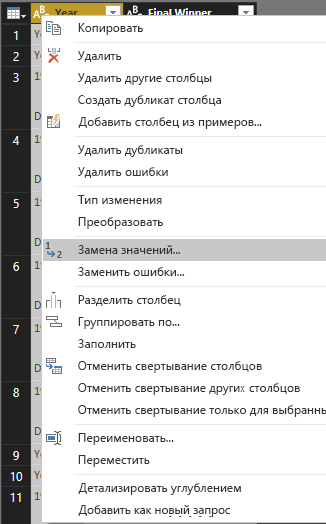 Year Final Winner
Копировать
1
2
Удалить
3
Удалить другие столбцы
Создать дубликат столбца
Добавить столбец из примеров...
4
Удалить дубликаты
Удалить ошибки
5
Тип изменения
Преобразовать
Замена значений...
6
Заменить ошибки...
Разделить столбец
7
Группировать по...
Заполнить
Отменить свертывание столбцов
8
Отменить свертывание других столбцов
Отменить свертывание только для выбранны
9
Переименовать...
10
Переместить
11
Детализировать углублением
Добавить как новый запрос